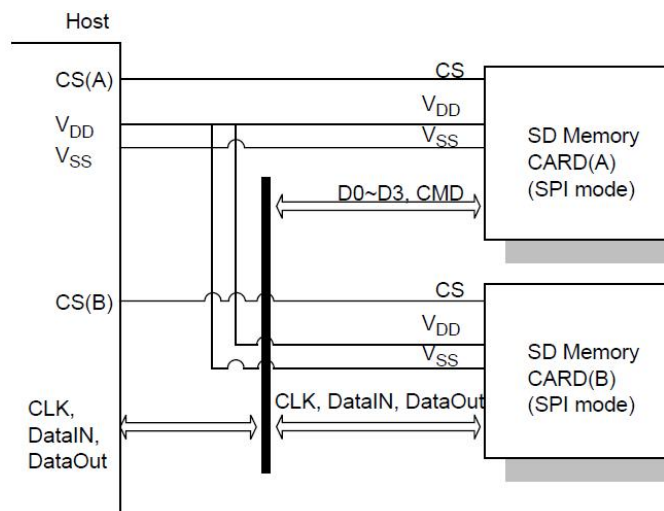 Host
CS(A)
CS
VDD
VDD
VSS
VSS
SD Memory
CARD(A)
(SPI mode)
D0~D3, CMD
CS(B)
CS
VDD
VSS
SD Memory
CARD(B)
(SPI mode)
CLK,
DataIN,
DataOut
CLK, DataIN, DataOut